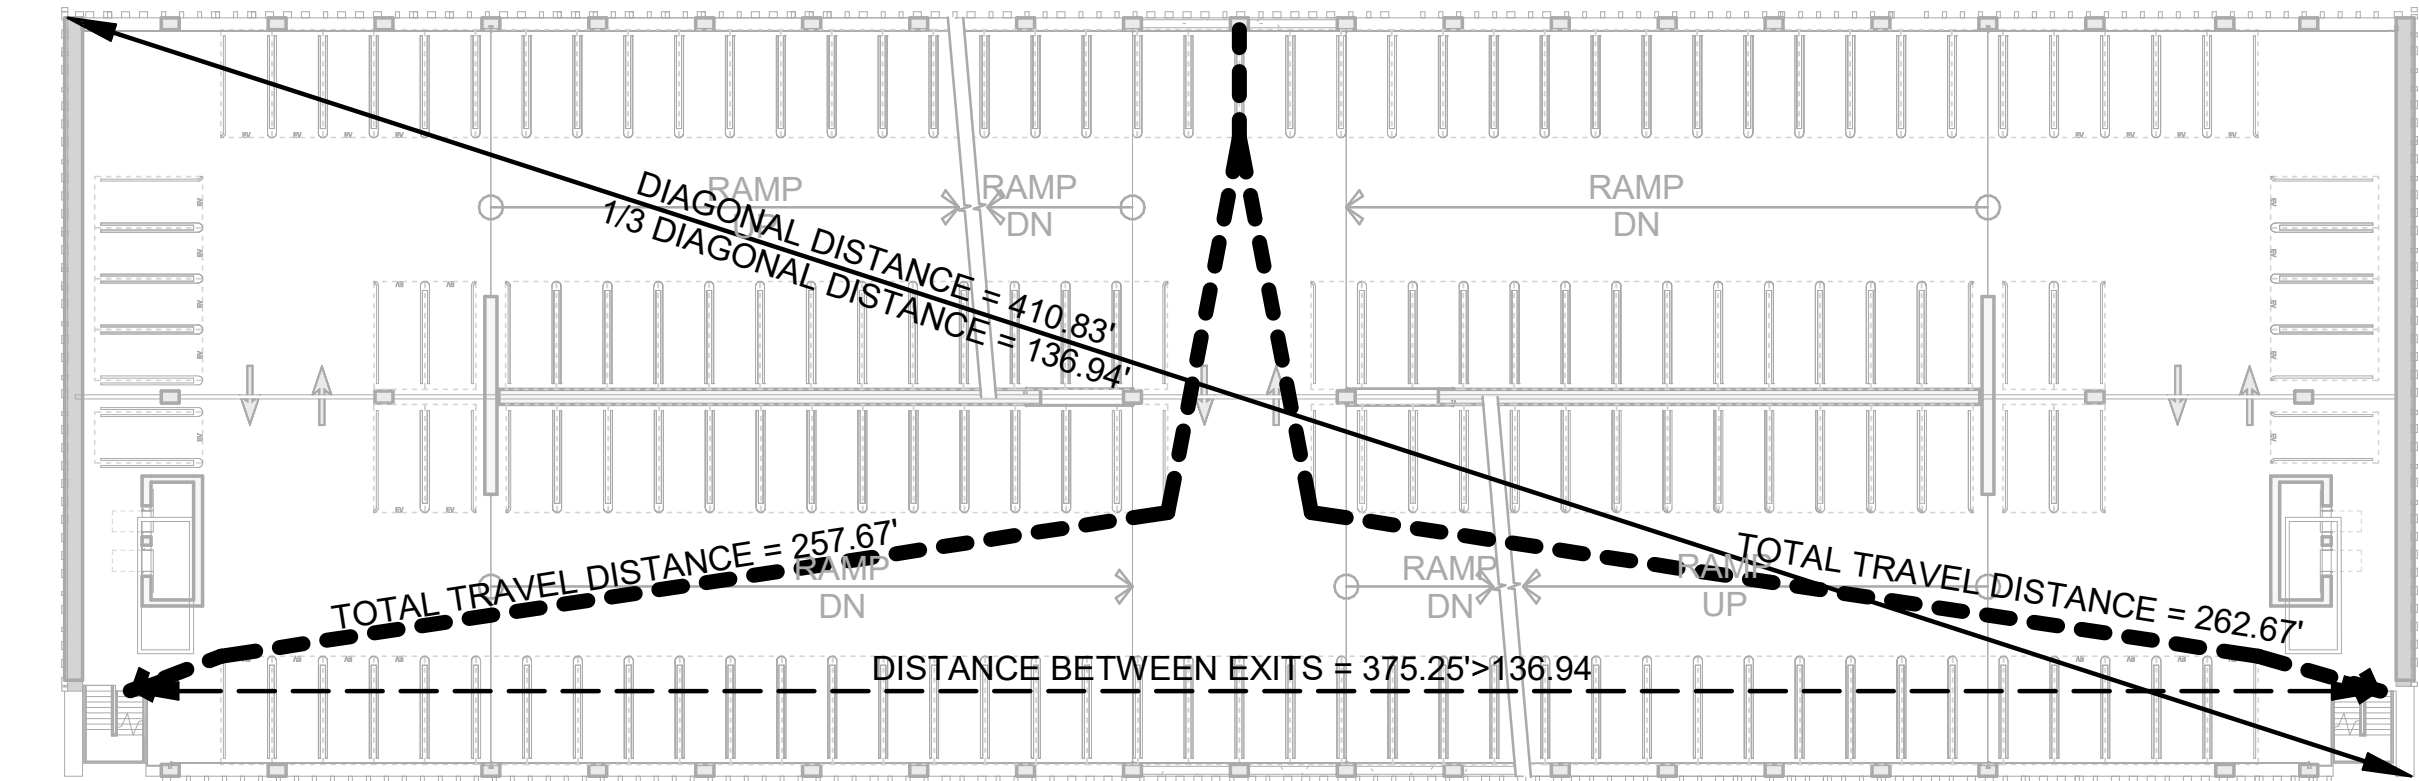 RAMP
UP
RAMP
DN
RAMP
DN
DIAGONAL DISTANCE = 410.83'
1/3 DIAGONAL DISTANCE = 136.94'
TOTAL TRAVEL DISTANCE = 257.67'
RAMP
DN
RAMP
DN
RAMP
UP
TOTAL TRAVEL DISTANCE = 262.67'
DISTANCE BETWEEN EXITS = 375.25'>136.94